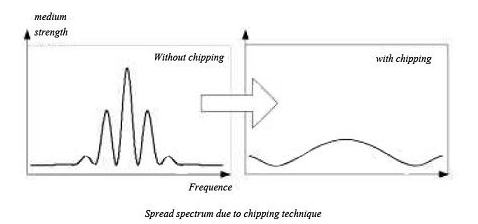 medium
strength
Without chipping
with chipping
Frequence
Spread spectrum due to chipping technique